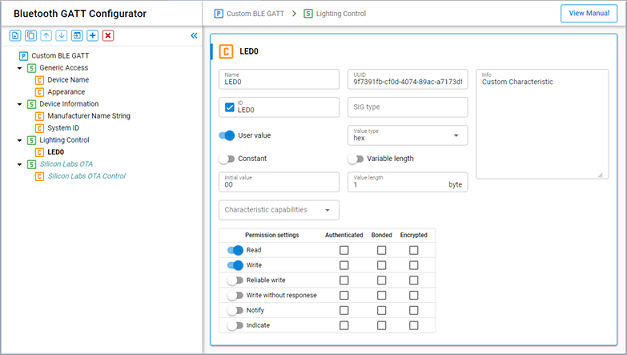 Bluetooth GATT Configurator
P Custom BLE GATT > S Lighting Control
View Manual
P Custom BLE GATT
S Generic Access
C Device Name
C Appearance
S Device Information
C Manufacturer Name String
C System ID
S Lighting Control
C LED0
S Silicon Labs OTA
C Silicon Labs OTA Control
C LED0
Name
LED0
UUID
9f7391fb-cf0d-4074-89ac-a7173df
Info
Custom Characteristic
ID
LED0
SIG type
User value
Value type
hex
Constant
Variable length
Initial value
00
Value length
1 byte
Characteristic capabilities
Permission settings Authenticated Bonded Encrypted
Read
Write
Reliable write
Write without responese
Notify
Indicate